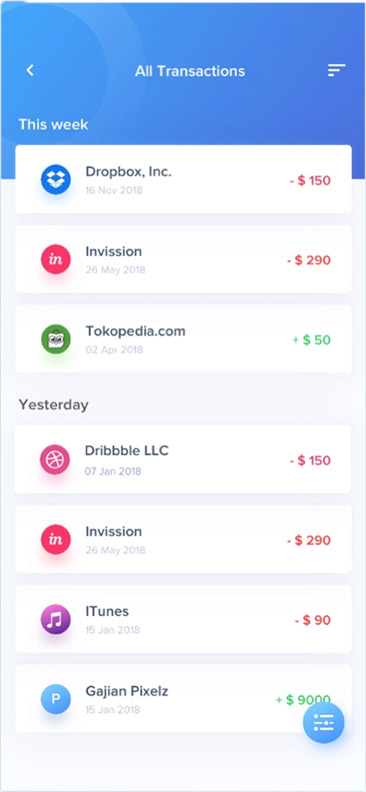 All Transactions
This week
Dropbox, Inc.
16 Nov 2018
- $ 150
in
Invission
26 May 2018
- $ 290
Tokopedia.com
02 Apr 2018
+ $ 50
Yesterday
Dribbble LLC
07 Jan 2018
- $ 150
in
Invission
26 May 2018
- $ 290
ITunes
15 Jan 2018
- $ 90
P
Gajian Pixelz
15 Jan 2018
+ $ 9000